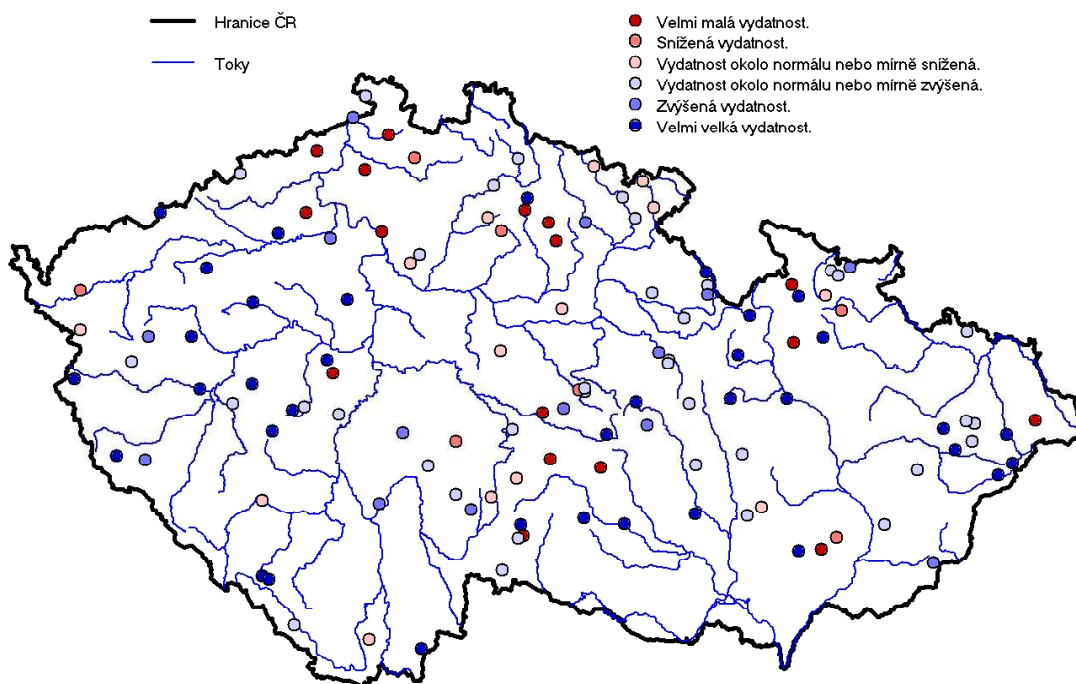 Hranice ČR
Toky
Velmi malá vydatnost.
Snížená vydatnost.
Vydatnost okolo normálu nebo mírně snížená.
Vydatnost okolo normálu nebo mírně zvýšená.
Zvýšená vydatnost.
Velmi velká vydatnost.